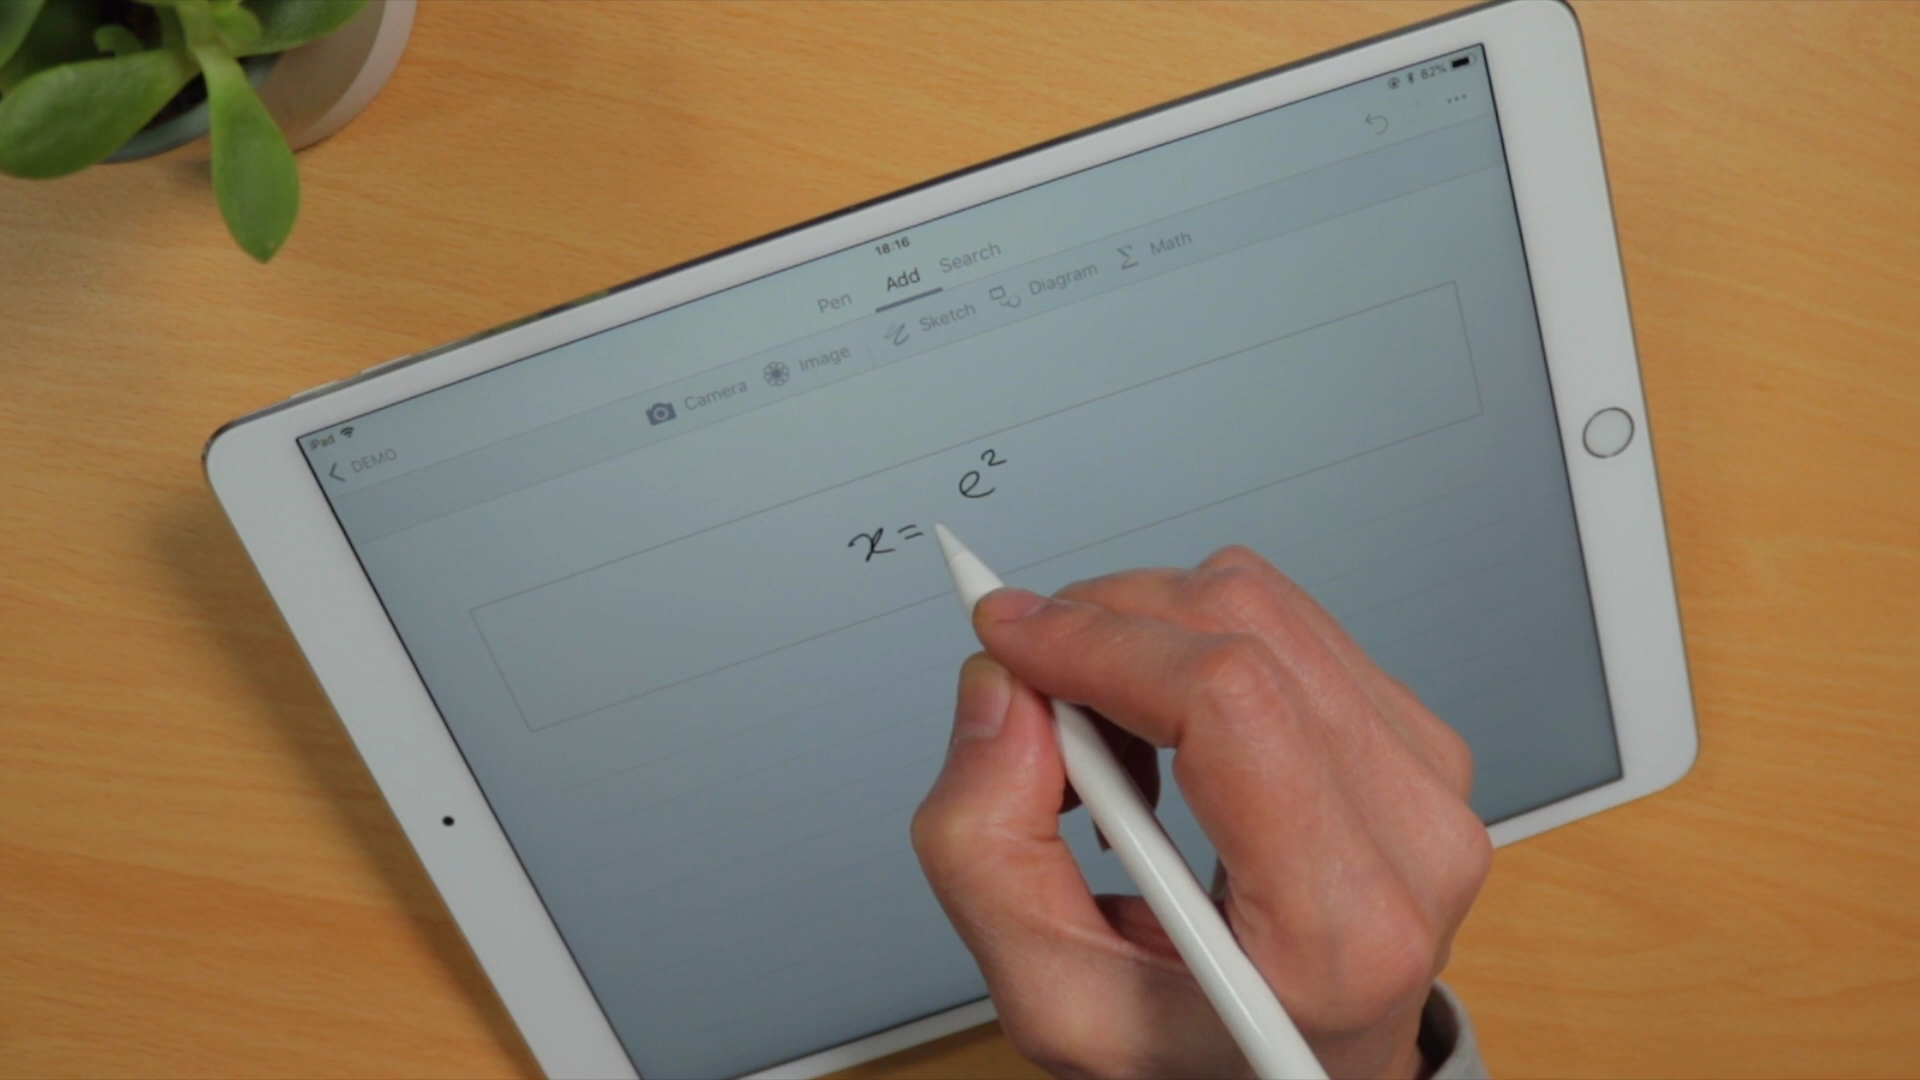 iPad 18:16 82%
DEMO Pen Add Search
Camera Image Sketch Diagram Math
x = e²